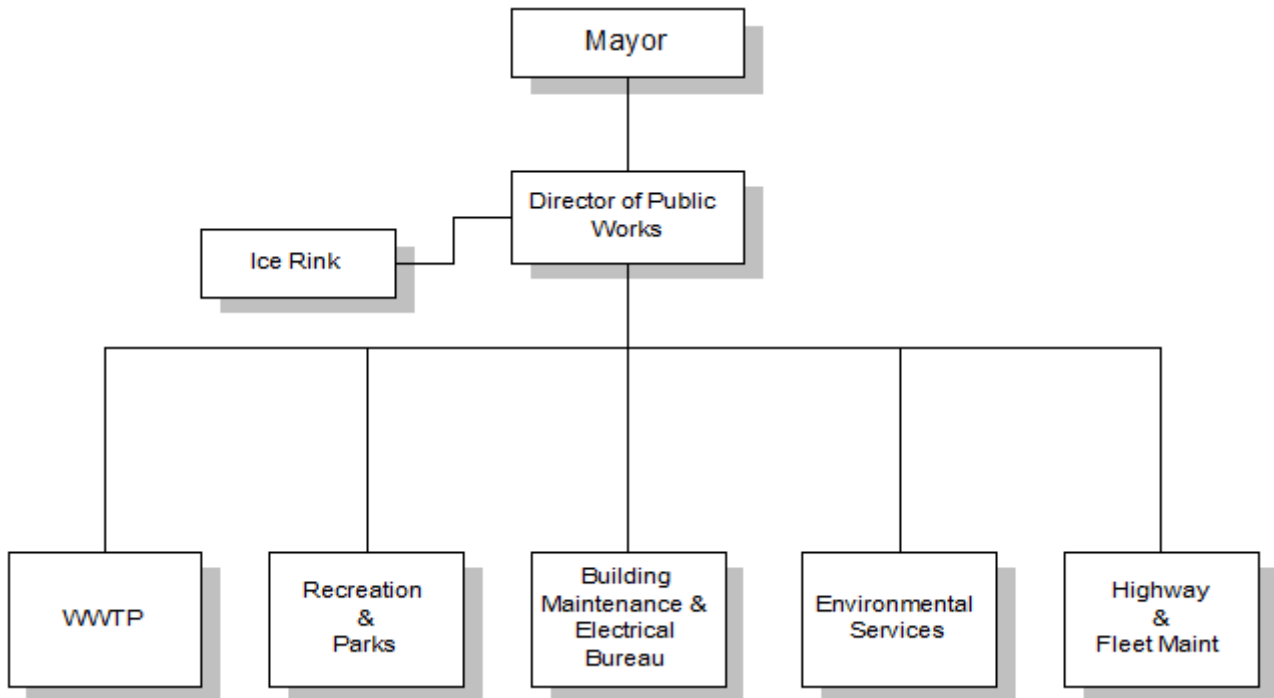 Mayor
Director of Public
Works
Ice Rink
WWTP
Recreation
&
Parks
Building
Maintenance &
Electrical
Bureau
Environmental
Services
Highway
&
Fleet Maint